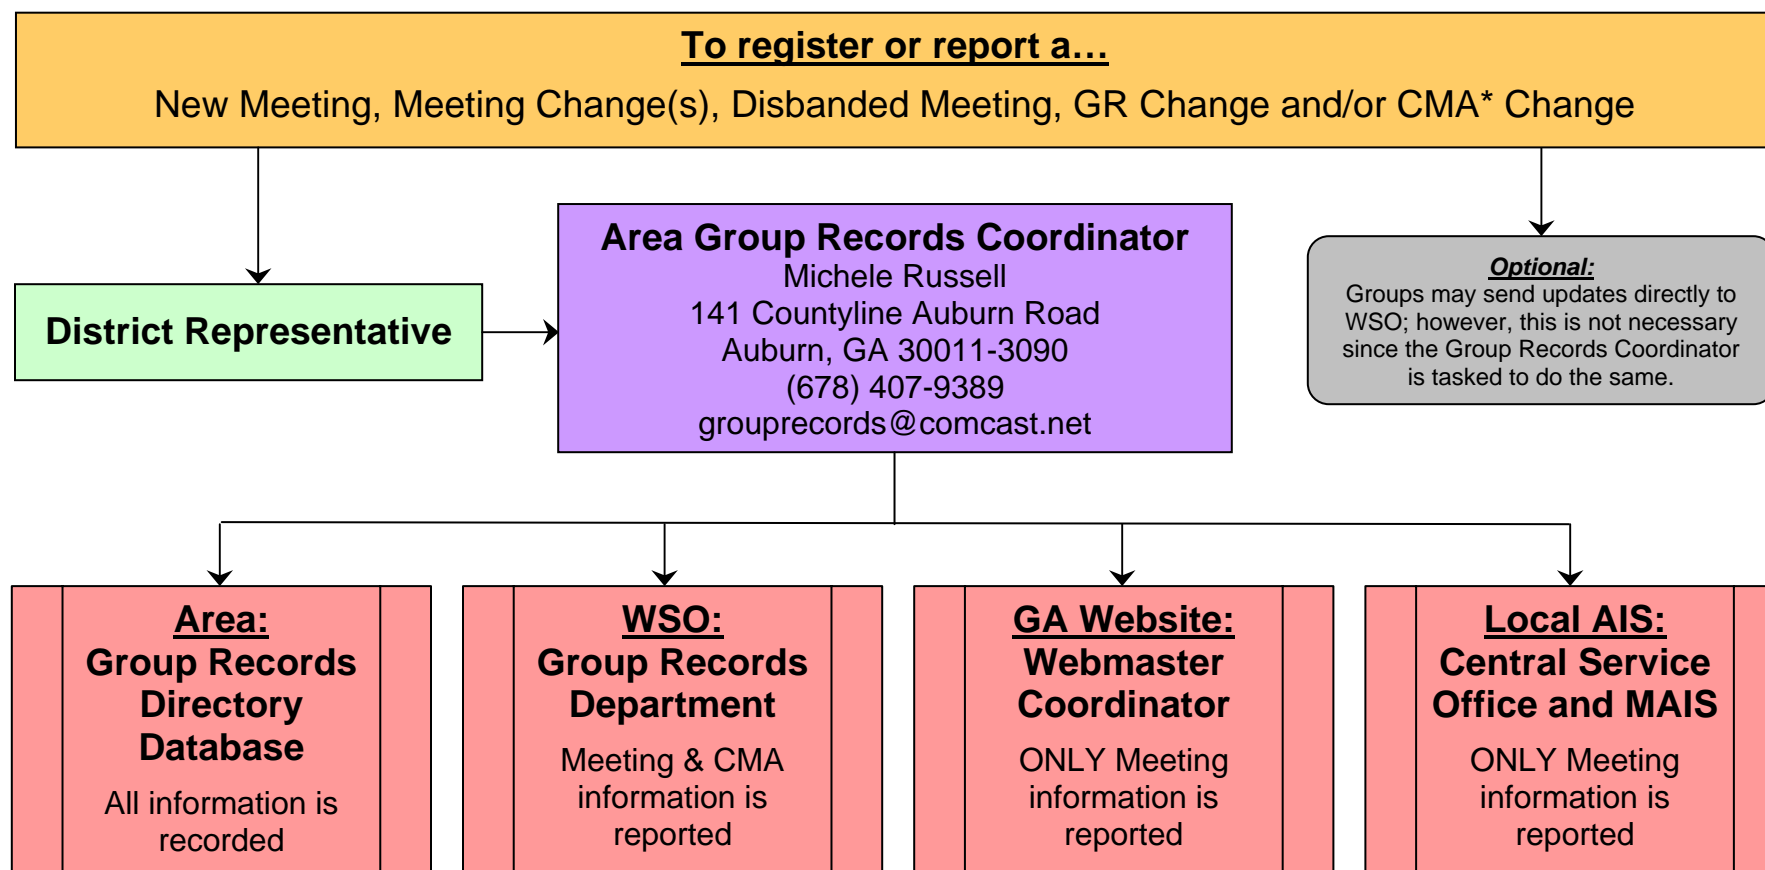 To register or report a…
New Meeting, Meeting Change(s), Disbanded Meeting, GR Change and/or CMA* Change
District Representative
Area Group Records Coordinator
Michele Russell
141 Countyline Auburn Road
Auburn, GA 30011-3090
(678) 407-9389
grouprecords@comcast.net
Optional:
Groups may send updates directly to
WSO; however, this is not necessary
since the Group Records Coordinator
is tasked to do the same.
Area:
Group Records
Directory
Database
All information is
recorded
WSO:
Group Records
Department
Meeting & CMA
information is
reported
GA Website:
Webmaster
Coordinator
ONLY Meeting
information is
reported
Local AIS:
Central Service
Office and MAIS
ONLY Meeting
information is
reported